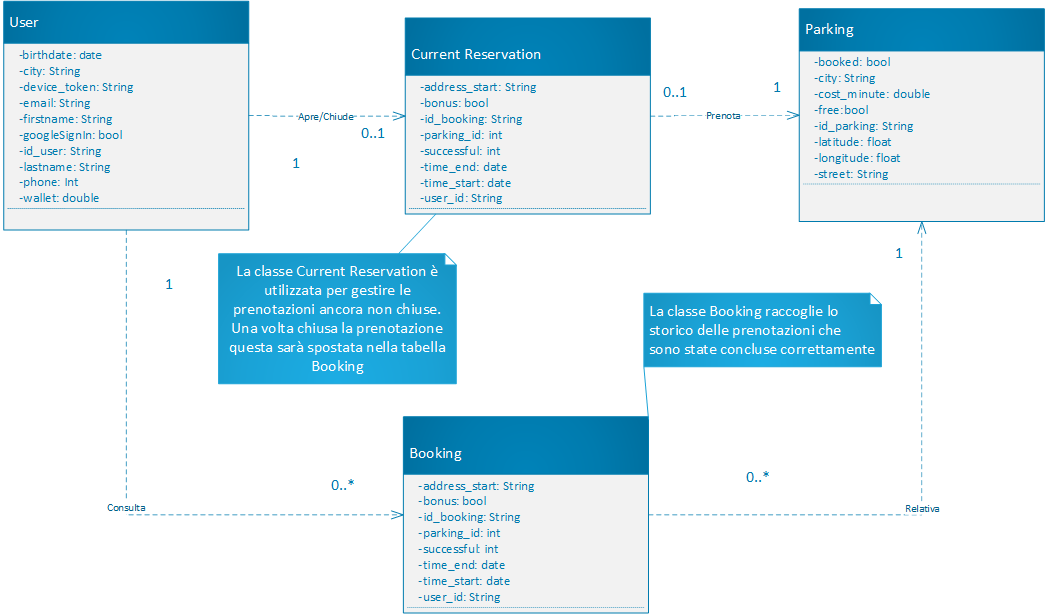 User
-birthdate: date
-city: String
-device_token: String
-email: String
-firstname: String
-googleSignIn: bool
-id_user: String
-lastname: String
-phone: Int
-wallet: double
Apre/Chiude
0..1
1
Current Reservation
-address_start: String
-bonus: bool
-id_booking: String
-parking_id: int
-successful: int
-time_end: date
-time_start: date
-user_id: String
0..1
1
Prenota
Parking
-booked: bool
-city: String
-cost_minute: double
-free:bool
-id_parking: String
-latitude: float
-longitude: float
-street: String
1
La classe Current Reservation è
utilizzata per gestire le
prenotazioni ancora non chiuse.
Una volta chiusa la prenotazione
questa sarà spostata nella tabella
Booking
1
La classe Booking raccoglie lo
storico delle prenotazioni che
sono state concluse correttamente
Consulta
0..*
Booking
-address_start: String
-bonus: bool
-id_booking: String
-parking_id: int
-successful: int
-time_end: date
-time_start: date
-user_id: String
0..*
Relativa